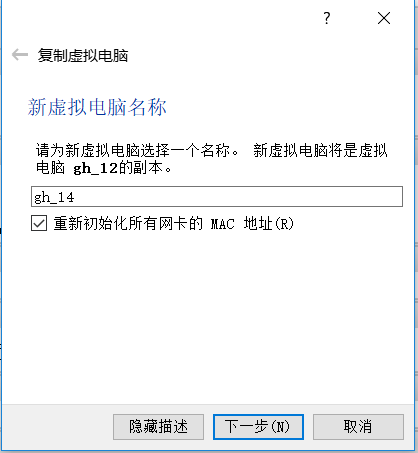 ?
复制虚拟电脑
新虚拟电脑名称
请为新虚拟电脑选择一个名称。 新虚拟电脑将是虚拟
电脑 gh_12的副本。
gh_14
重新初始化所有网卡的 MAC 地址(R)
隐藏描述 下一步(N) 取消